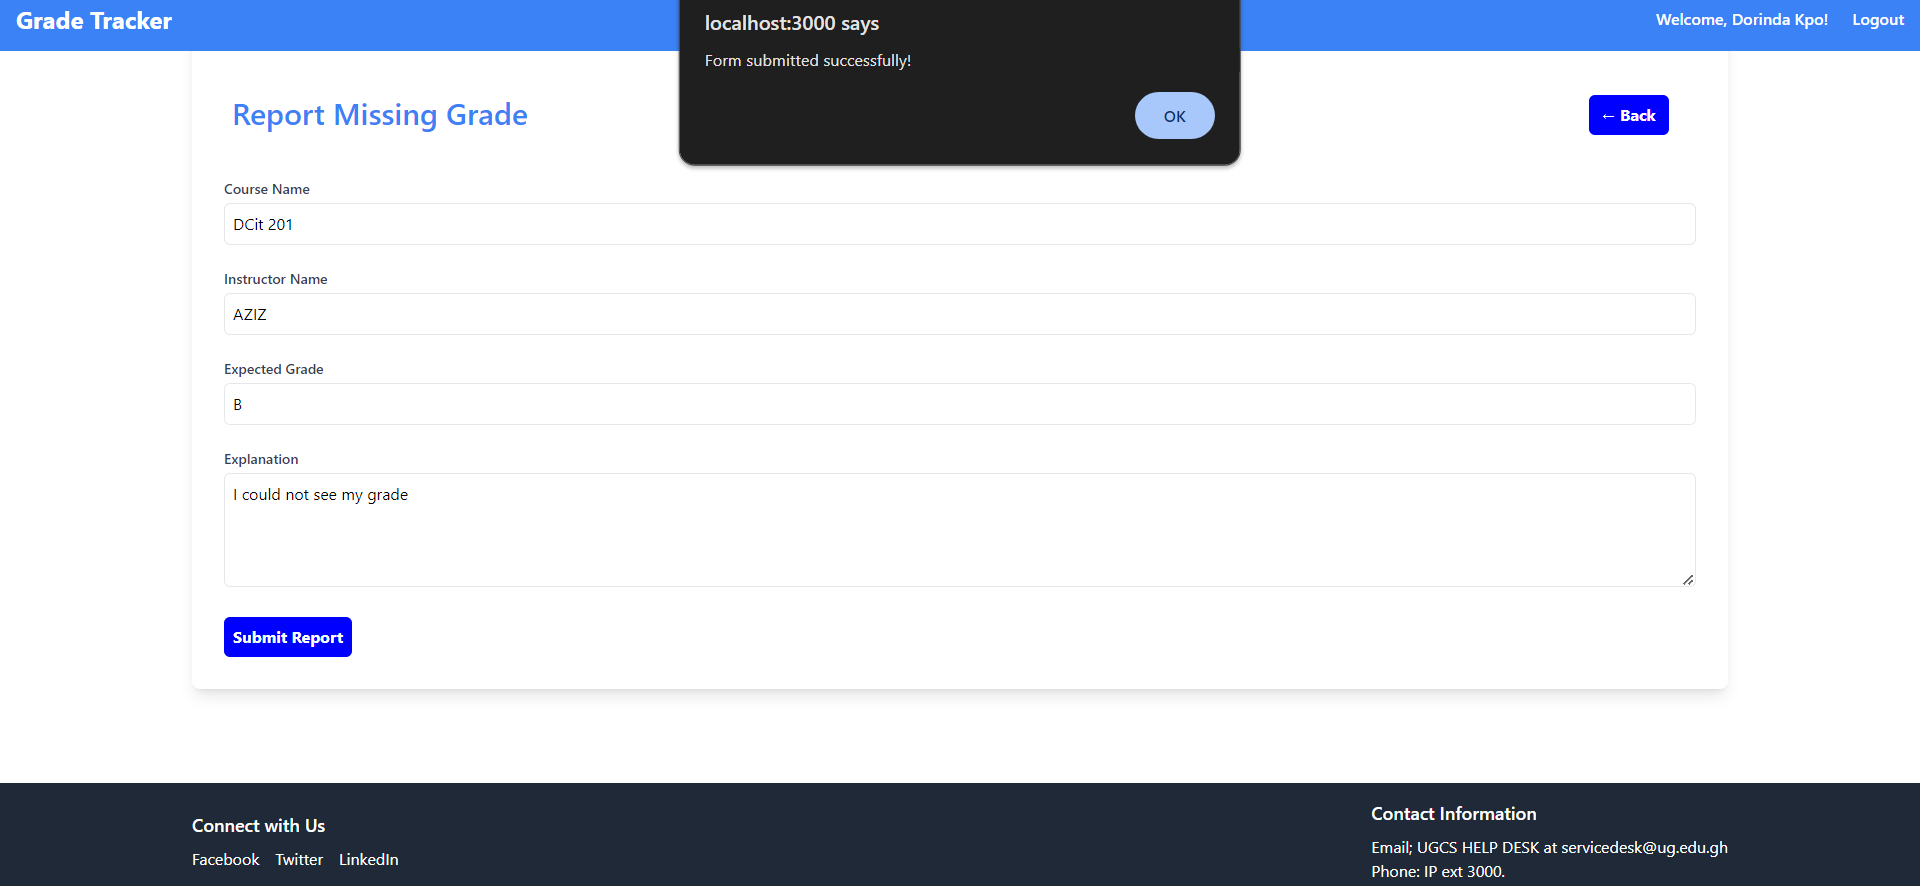 Grade Tracker
Welcome, Dorinda Kpo!
Logout
localhost:3000 says
Form submitted successfully!
OK
Report Missing Grade
← Back
Course Name
DCit 201
Instructor Name
AZIZ
Expected Grade
B
Explanation
I could not see my grade
Submit Report
Connect with Us
Facebook Twitter LinkedIn
Contact Information
Email; UGCS HELP DESK at servicedesk@ug.edu.gh
Phone: IP ext 3000.